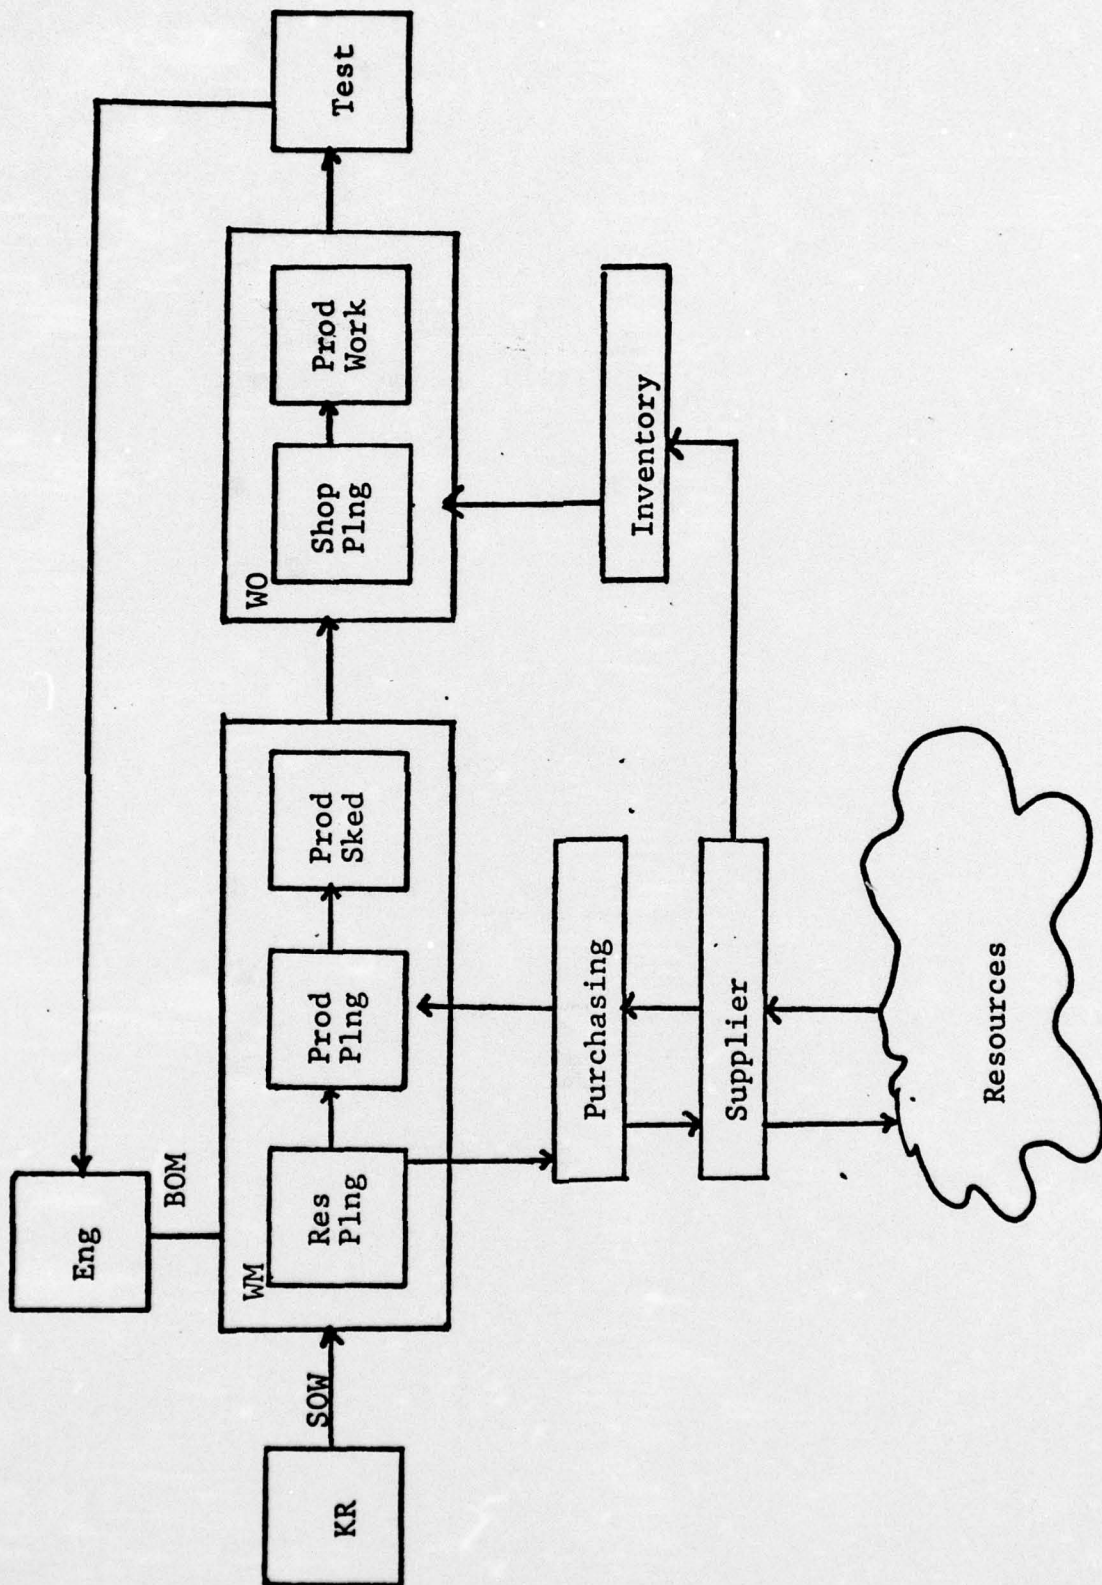 Eng
Test
BOM
KR
SOW
WM
Res
Plng
Prod
Plng
Prod
Sked
WO
Shop
Plng
Prod
Work
Purchasing
Inventory
Supplier
Resources